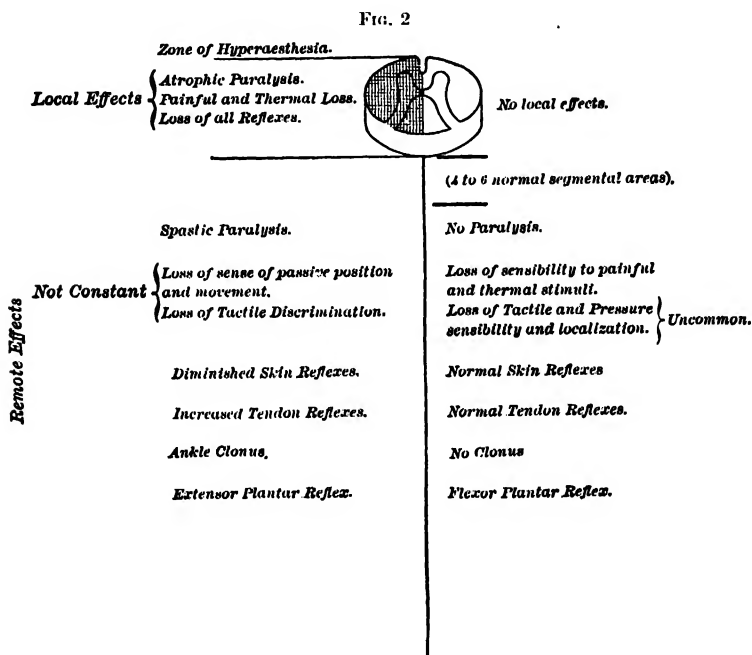 FIG. 2
Zone of Hyperaesthesia.
Local Effects
Atrophic Paralysis.
Painful and Thermal Loss.
Loss of all Reflexes.
No local effects.
(4 to 6 normal segmental areas).
Remote Effects
Spastic Paralysis.
No Paralysis.
Not Constant
Loss of sense of passive position
and movement.
Loss of Tactile Discrimination.
Loss of sensibility to painful
and thermal stimuli.
Loss of Tactile and Pressure
sensibility and localization.
Uncommon.
Diminished Skin Reflexes.
Normal Skin Reflexes
Increased Tendon Reflexes.
Normal Tendon Reflexes.
Ankle Clonus.
No Clonus
Extensor Plantar Reflex.
Flexor Plantar Reflex.